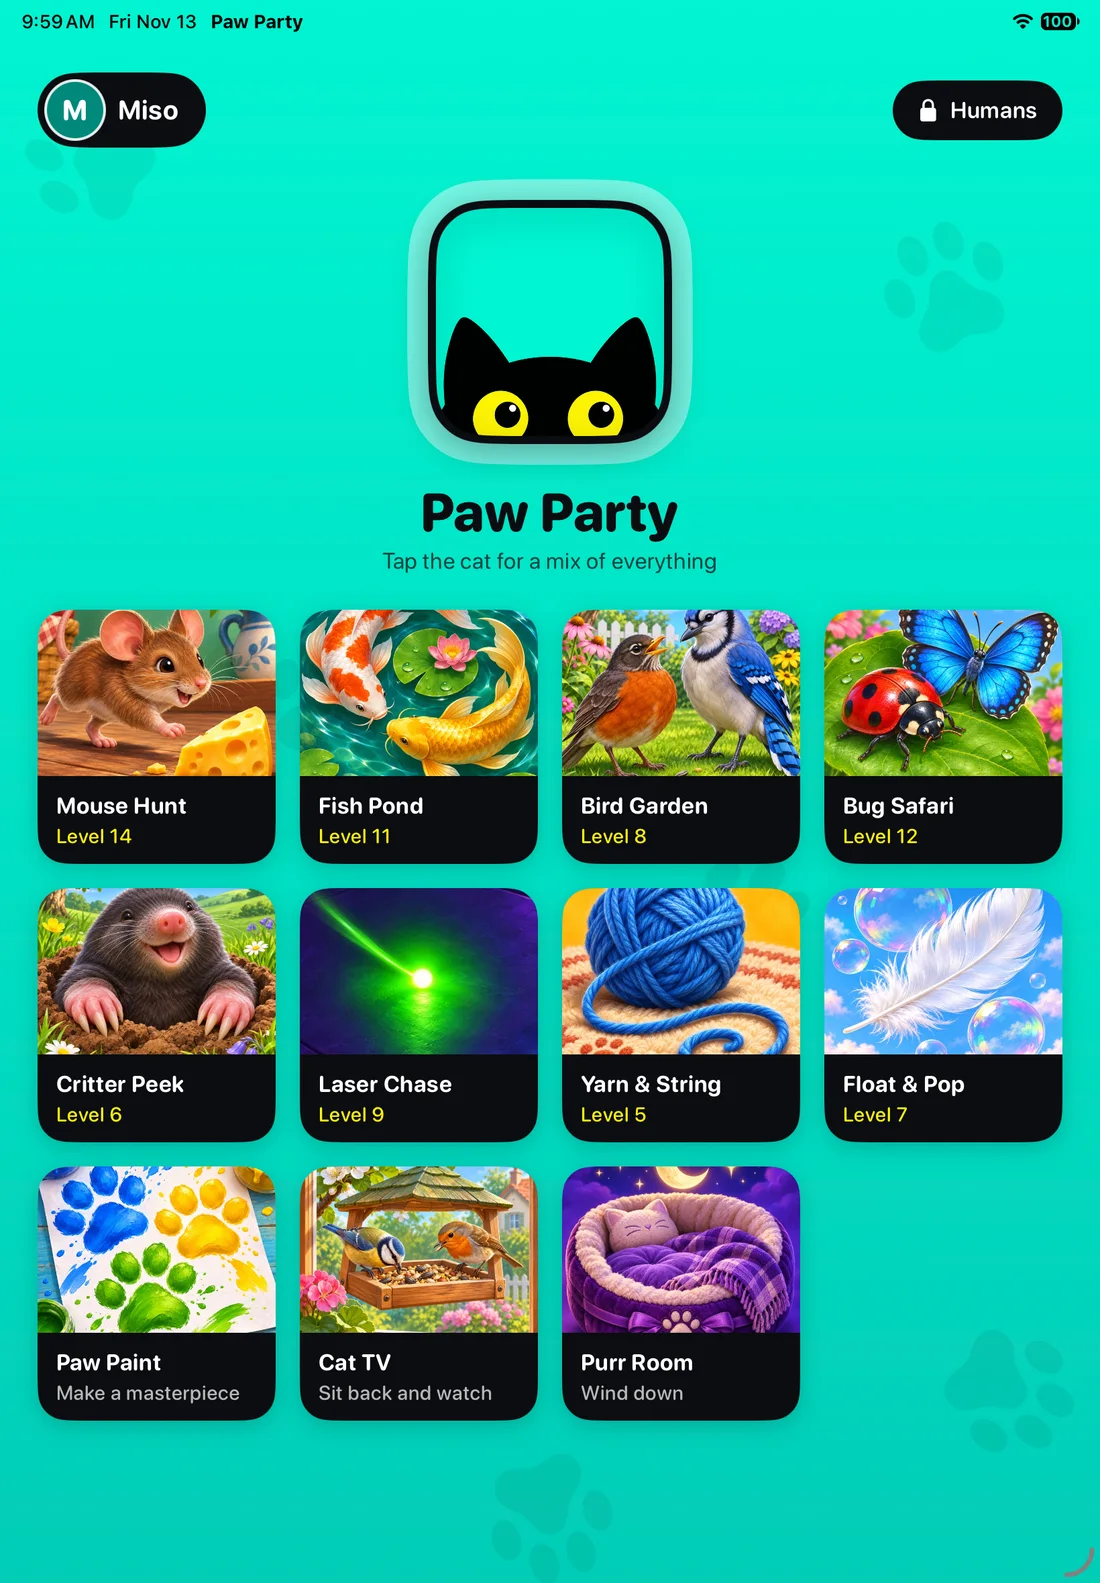 9:59 AM Fri Nov 13 Paw Party
100
M Miso
Humans
Paw Party
Tap the cat for a mix of everything
Mouse Hunt
Level 14
Fish Pond
Level 11
Bird Garden
Level 8
Bug Safari
Level 12
Critter Peek
Level 6
Laser Chase
Level 9
Yarn & String
Level 5
Float & Pop
Level 7
Paw Paint
Make a masterpiece
Cat TV
Sit back and watch
Purr Room
Wind down